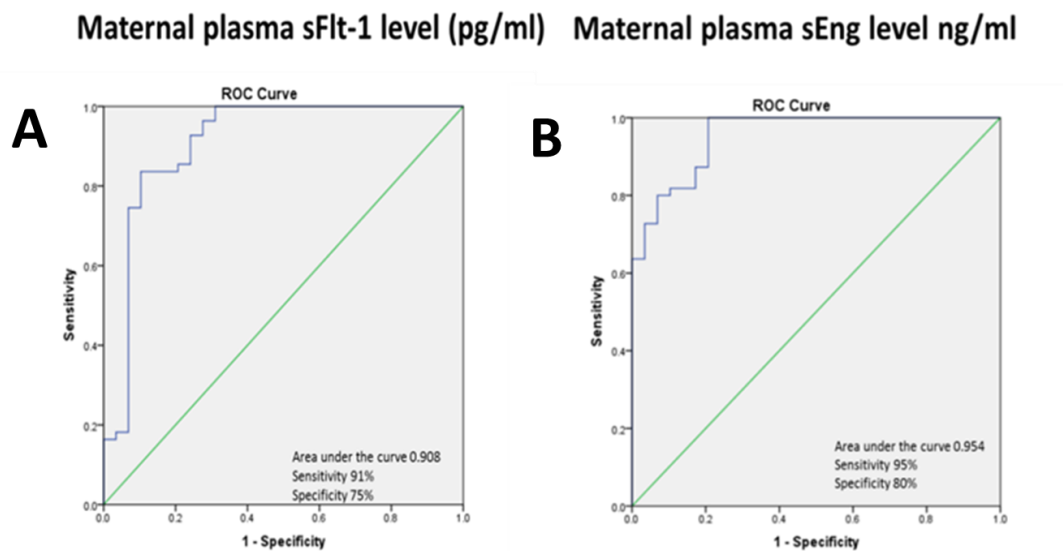 Maternal plasma sFlt-1 level (pg/ml)
Maternal plasma sEng level ng/ml
A
ROC Curve
1.0
0.8
0.6
0.4
0.2
0.0
Sensitivity
Area under the curve 0.908
Sensitivity 91%
Specificity 75%
0.0 0.2 0.4 0.6 0.8 1.0
1 - Specificity
B
ROC Curve
1.0
0.8
0.6
0.4
0.2
0.0
Sensitivity
Area under the curve 0.954
Sensitivity 95%
Specificity 80%
0.0 0.2 0.4 0.6 0.8 1.0
1 - Specificity